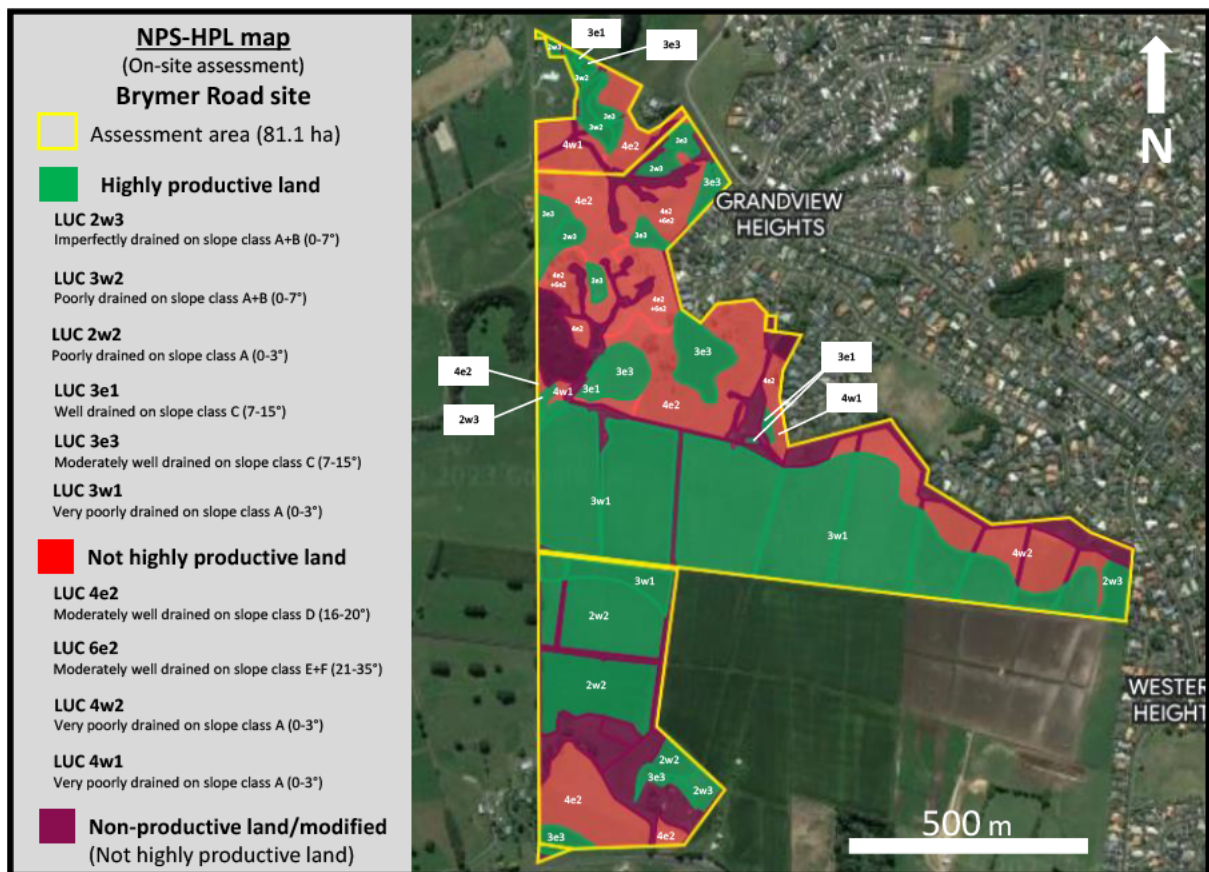 NPS-HPL map
(On-site assessment)
Brymer Road site
Assessment area (81.1 ha)
Highly productive land
LUC 2w3
Imperfectly drained on slope class A+B (0-7°)
LUC 3w2
Poorly drained on slope class A+B (0-7°)
LUC 2w2
Poorly drained on slope class A (0-3°)
LUC 3e1
Well drained on slope class C (7-15°)
LUC 3e3
Moderately well drained on slope class C (7-15°)
LUC 3w1
Very poorly drained on slope class A (0-3°)
Not highly productive land
LUC 4e2
Moderately well drained on slope class D (16-20°)
LUC 6e2
Moderately well drained on slope class E+F (21-35°)
LUC 4w2
Very poorly drained on slope class A (0-3°)
LUC 4w1
Very poorly drained on slope class A (0-3°)
Non-productive land/modified
(Not highly productive land)
3e1
3e3
2w3
3w2
3e3
3w2
4w1
4e2
3e3
2w3
3e3
N
GRANDVIEW
HEIGHTS
4e2
3e3
2w3
4e2
+6e2
3e3
4e2
+6e2
3e3
4e2
+6e2
4e2
3e3
3e3
4e2
3e1
4e2
4w1
3e1
4e2
4w1
2w3
2023
3w1
3w1
4w2
2w3
3w1
2w2
2w2
WESTER
HEIGHT
2w2
3e3
2w3
4e2
4e2
3e3
500 m